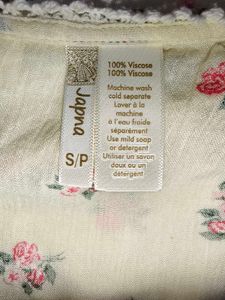 Japna
S/P
100% Viscose
100% Viscose
Machine wash
cold separate
Laver à la
machine
à l'eau froide
séparément
Use mild soap
or detergent
Utiliser un savon
doux ou un
détergent